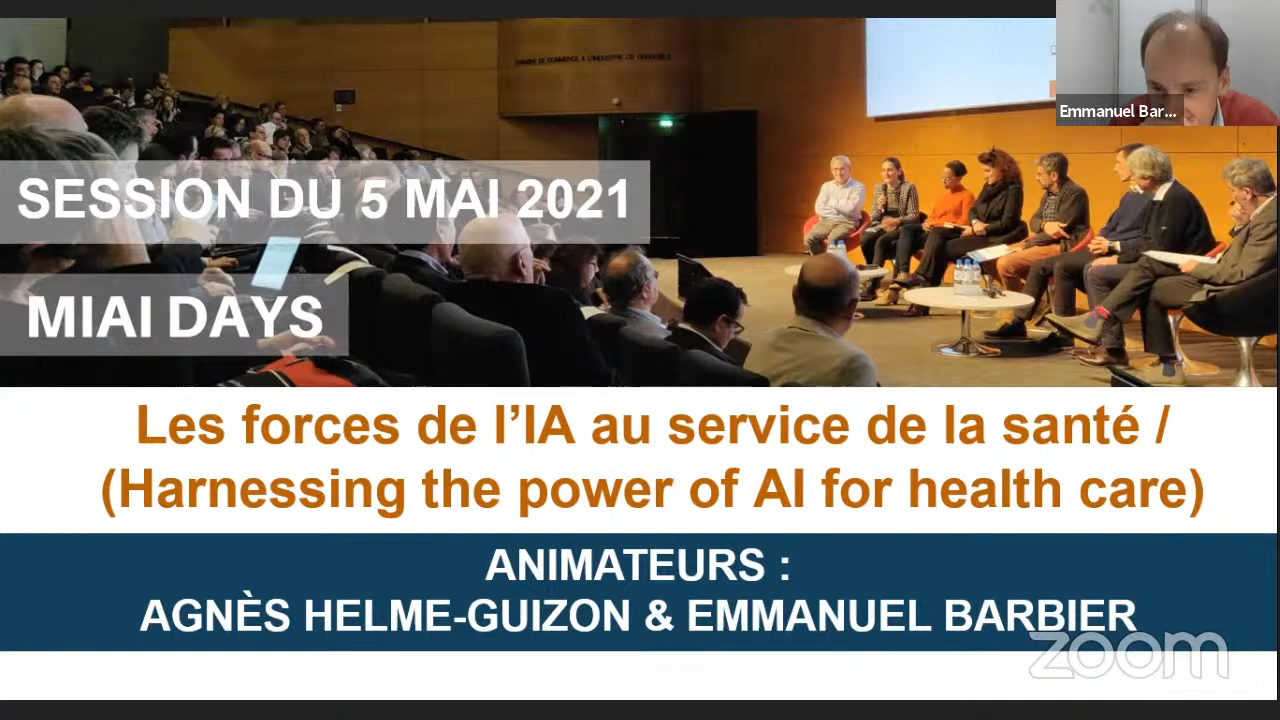 Emmanuel Bar...
SESSION DU 5 MAI 2021
MIAI DAYS
Les forces de l’IA au service de la santé /
(Harnessing the power of AI for health care)
ANIMATEURS :
AGNÈS HELME-GUIZON & EMMANUEL BARBIER
zoom